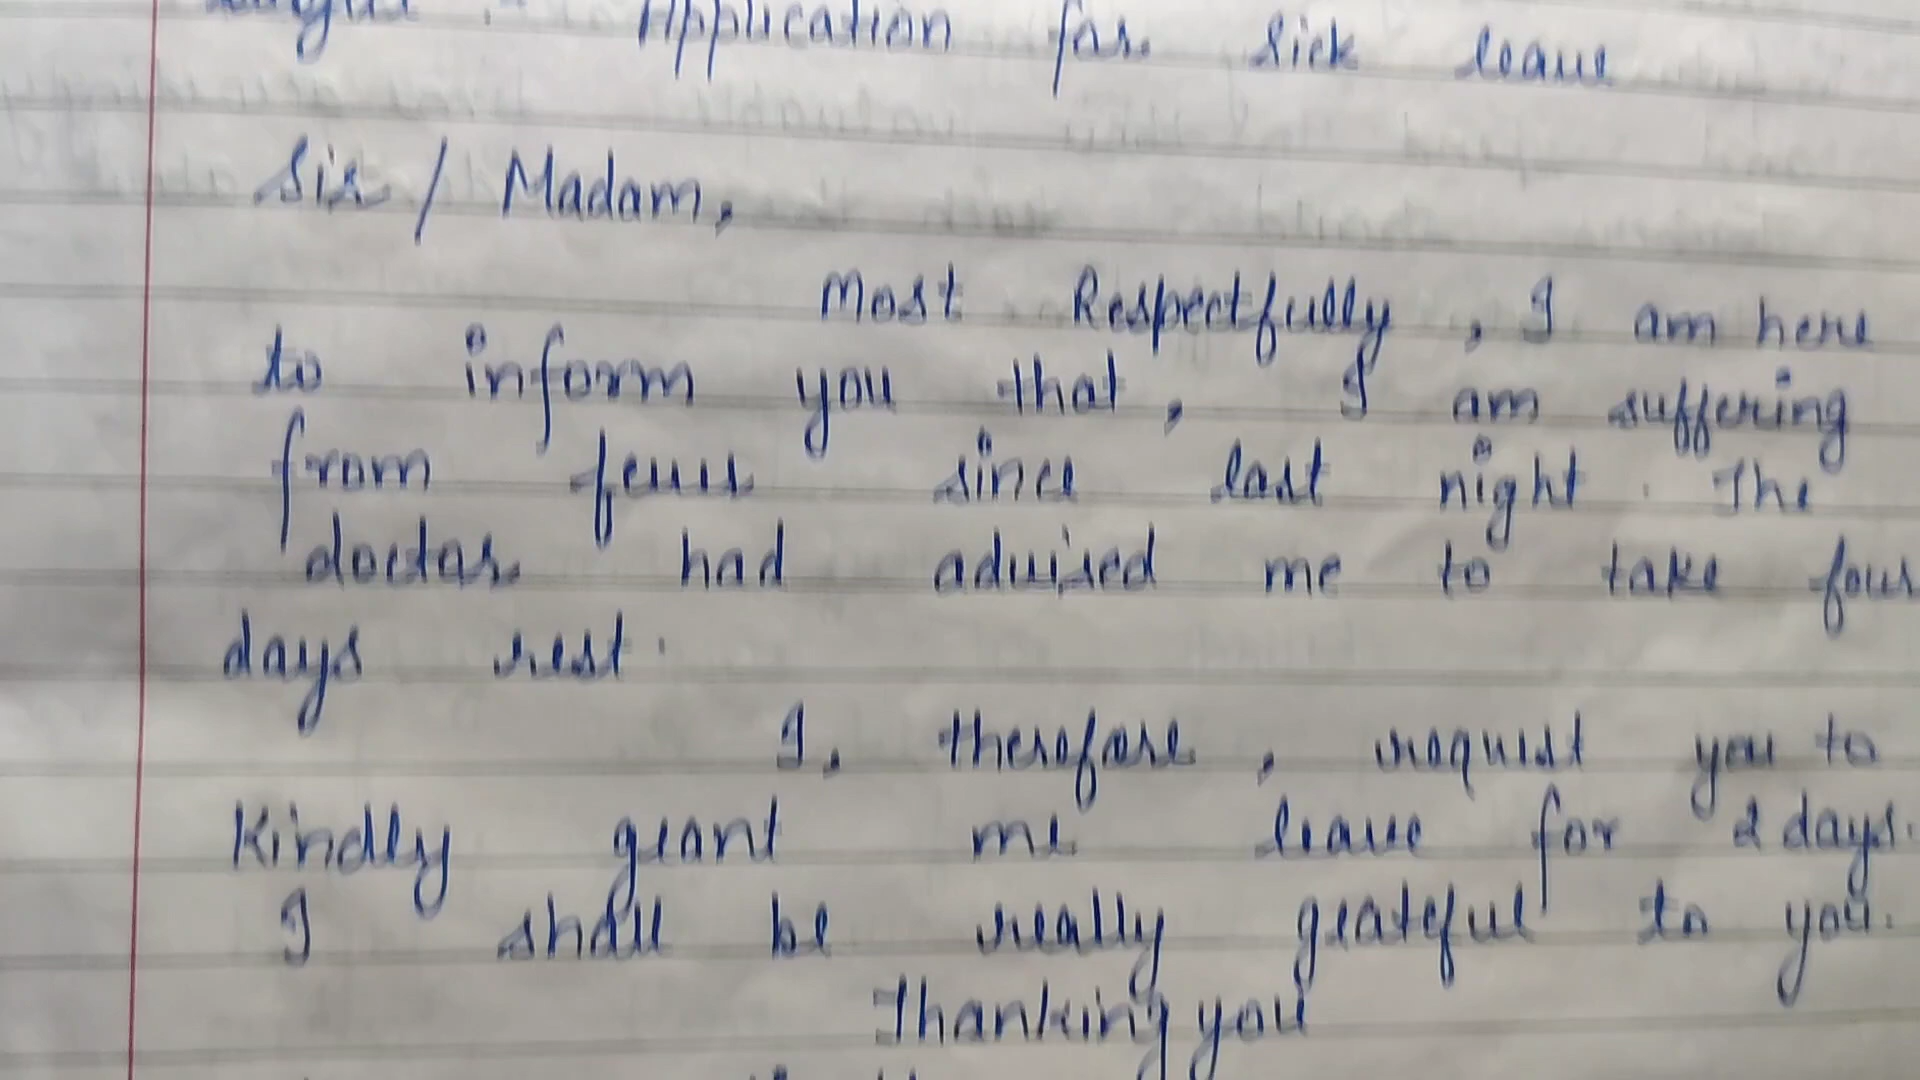 Application for sick leave
Sir / Madam,
Most Respectfully, I am here
to inform you that, I am suffering
from fever since last night. The
doctor had advised me to take four
days rest.
I, therefore, request you to
Kindly grant me leave for 2 days.
I shall be really grateful to you.
Thanking you